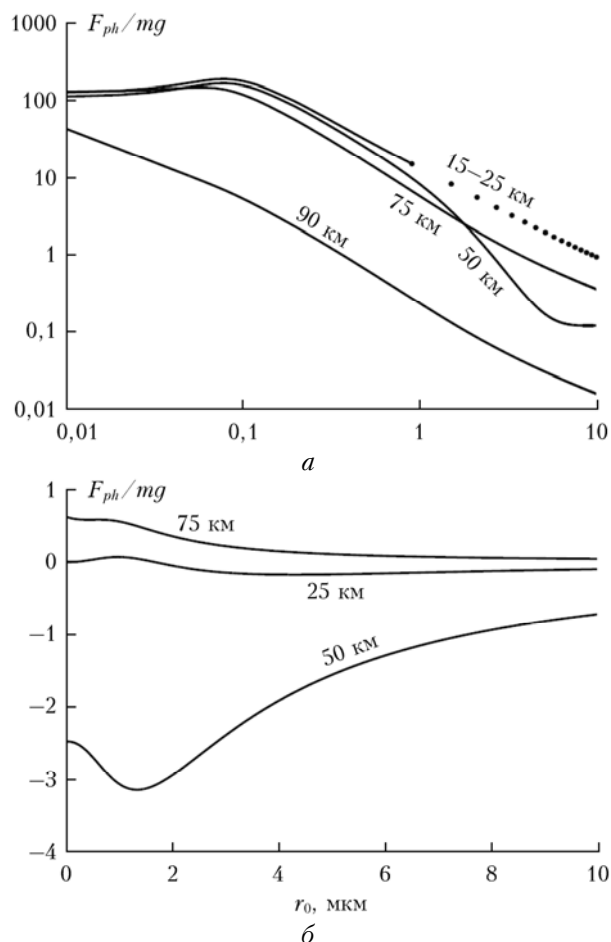 F_ph/mg
1000
100
10
1
0,1
0,01
15–25 км
75 км
50 км
90 км
0,01 0,1 1 10
а
F_ph/mg
1
0
−1
−2
−3
−4
75 км
25 км
50 км
0 2 4 6 8 10
r₀, мкм
б